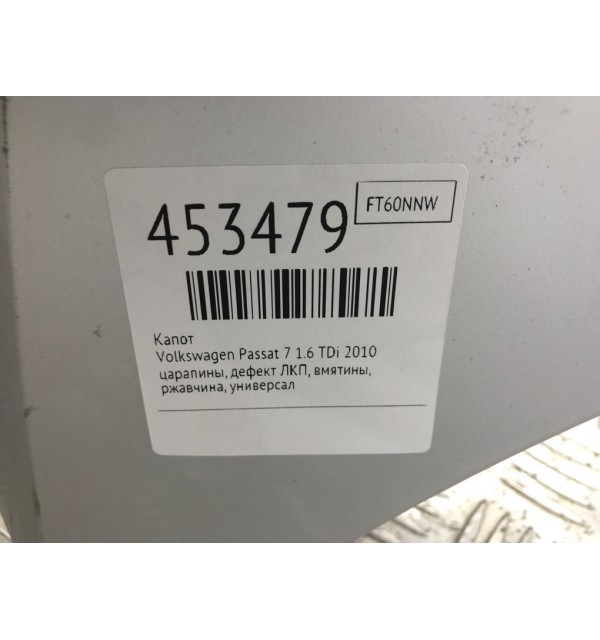 453479
FT60NNW
Капот
Volkswagen Passat 7 1.6 TDi 2010
царапины, дефект ЛКП, вмятины,
ржавчина, универсал